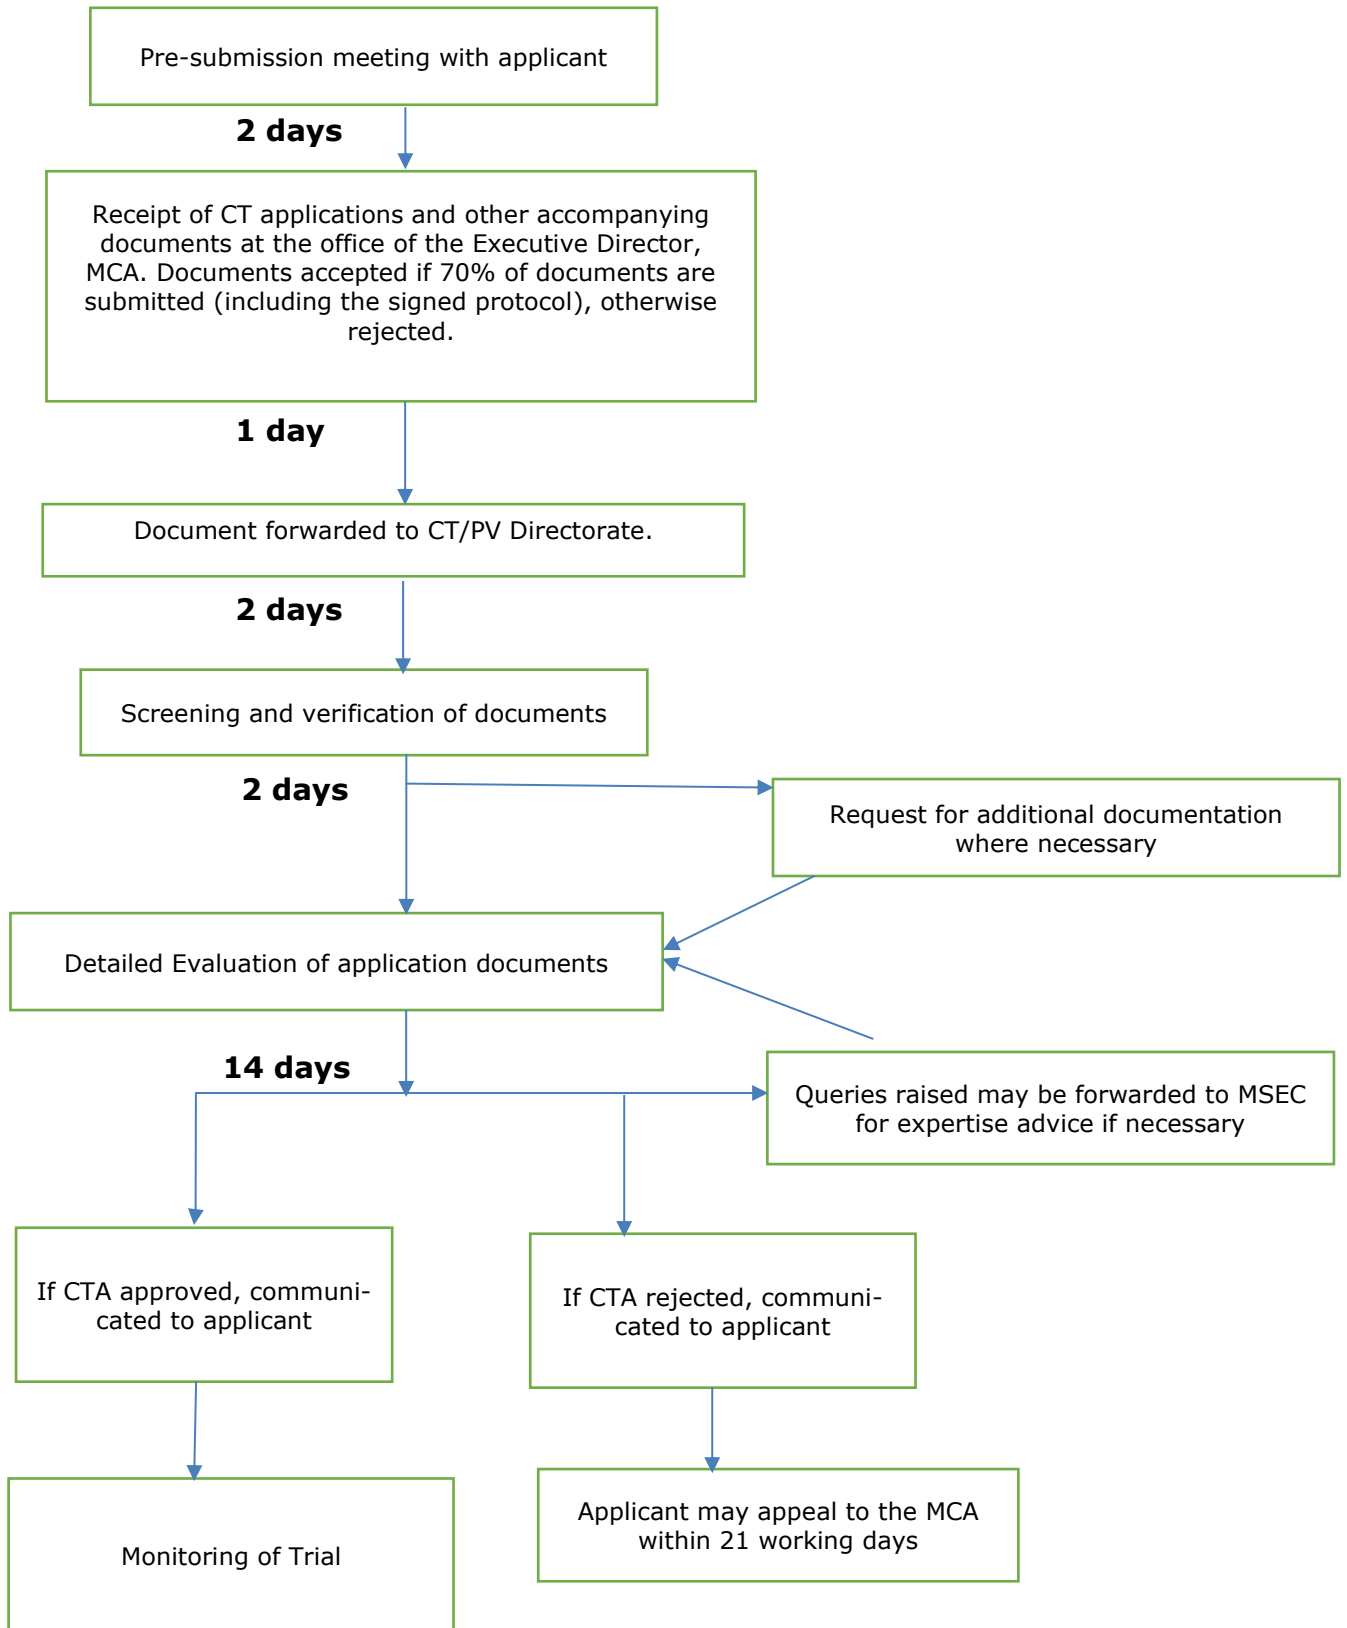 Pre-submission meeting with applicant
2 days
Receipt of CT applications and other accompanying
documents at the office of the Executive Director,
MCA. Documents accepted if 70% of documents are
submitted (including the signed protocol), otherwise
rejected.
1 day
Document forwarded to CT/PV Directorate.
2 days
Screening and verification of documents
2 days
Request for additional documentation
where necessary
Detailed Evaluation of application documents
14 days
Queries raised may be forwarded to MSEC
for expertise advice if necessary
If CTA approved, communi-
cated to applicant
If CTA rejected, communi-
cated to applicant
Applicant may appeal to the MCA
within 21 working days
Monitoring of Trial